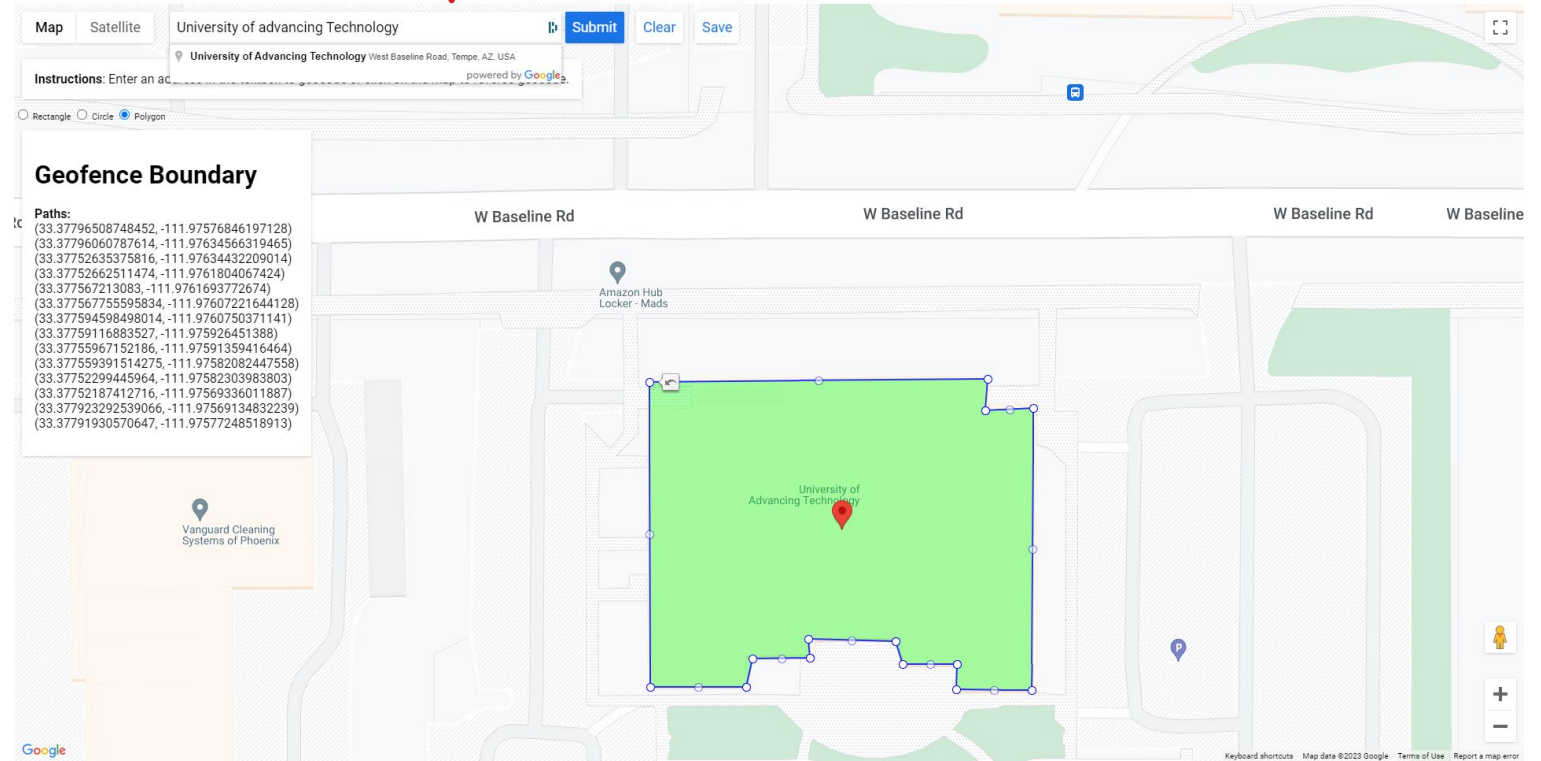 Map Satellite University of advancing Technology Submit Clear Save
University of Advancing Technology West Baseline Road, Tempe, AZ, USA
powered by Google
Instructions: Enter an
Rectangle Circle Polygon
Geofence Boundary
Paths:
(33.37796508748452, -111.97576846197128)
(33.37796060787614, -111.97634566319465)
(33.37752635375816, -111.97634432209014)
(33.37752662511474, -111.9761804067424)
(33.377567213083, -111.9761693772674)
(33.377567755595834, -111.97607221644128)
(33.377594598498014, -111.9760750371141)
(33.37759116883527, -111.975926451388)
(33.37755967152186, -111.97591359416464)
(33.377559391514275, -111.97582082447558)
(33.37752299445964, -111.97582303983803)
(33.37752187412716, -111.97569336011887)
(33.377923292539066, -111.97569134832239)
(33.37791930570647, -111.97577248518913)
W Baseline Rd
W Baseline Rd
W Baseline Rd
W Baseline
Amazon Hub
Locker - Mads
University of
Advancing Technology
Vanguard Cleaning
Systems of Phoenix
P
Google
Keyboard shortcuts Map data ©2023 Google Terms of Use Report a map error